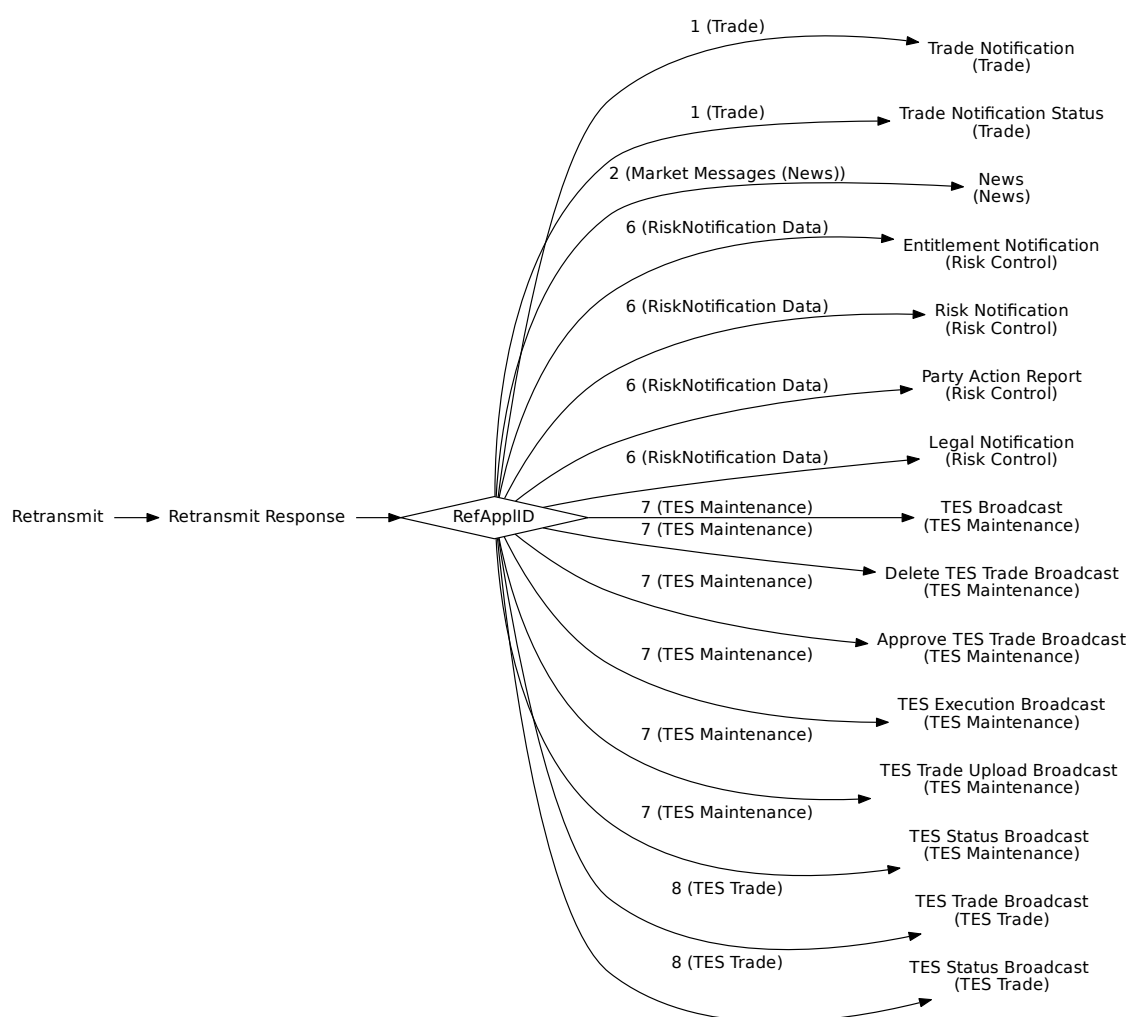 1 (Trade)
Trade Notification
(Trade)
1 (Trade)
Trade Notification Status
(Trade)
2 (Market Messages (News))
News
(News)
6 (RiskNotification Data)
Entitlement Notification
(Risk Control)
6 (RiskNotification Data)
Risk Notification
(Risk Control)
6 (RiskNotification Data)
Party Action Report
(Risk Control)
6 (RiskNotification Data)
Legal Notification
(Risk Control)
Retransmit
Retransmit Response
RefApplID
7 (TES Maintenance)
TES Broadcast
(TES Maintenance)
7 (TES Maintenance)
Delete TES Trade Broadcast
(TES Maintenance)
7 (TES Maintenance)
Approve TES Trade Broadcast
(TES Maintenance)
7 (TES Maintenance)
TES Execution Broadcast
(TES Maintenance)
7 (TES Maintenance)
TES Trade Upload Broadcast
(TES Maintenance)
7 (TES Maintenance)
TES Status Broadcast
(TES Maintenance)
8 (TES Trade)
TES Trade Broadcast
(TES Trade)
8 (TES Trade)
TES Status Broadcast
(TES Trade)